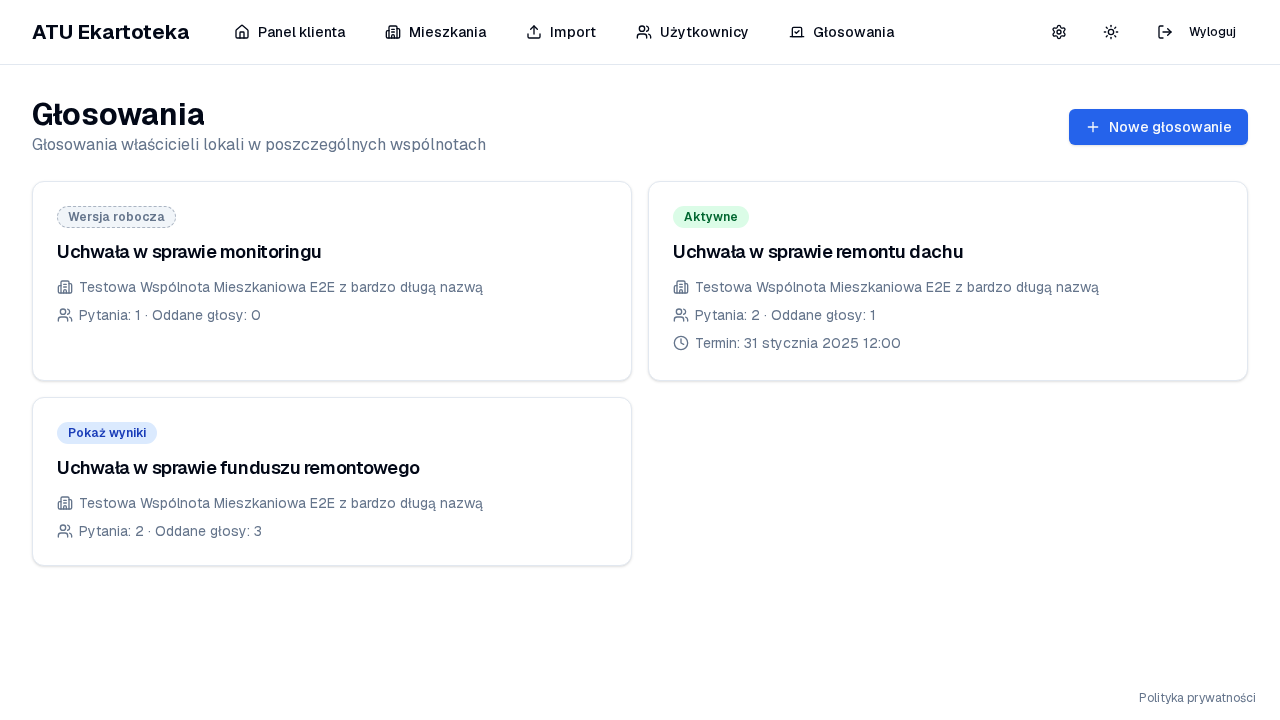 ATU Ekartoteka
Panel klienta
Mieszkania
Import
Użytkownicy
Głosowania
Wyloguj
Głosowania
Głosowania właścicieli lokali w poszczególnych wspólnotach
Nowe głosowanie
Wersja robocza
Uchwała w sprawie monitoringu
Testowa Wspólnota Mieszkaniowa E2E z bardzo długą nazwą
Pytania: 1 · Oddane głosy: 0
Aktywne
Uchwała w sprawie remontu dachu
Testowa Wspólnota Mieszkaniowa E2E z bardzo długą nazwą
Pytania: 2 · Oddane głosy: 1
Termin: 31 stycznia 2025 12:00
Pokaż wyniki
Uchwała w sprawie funduszu remontowego
Testowa Wspólnota Mieszkaniowa E2E z bardzo długą nazwą
Pytania: 2 · Oddane głosy: 3
Polityka prywatności